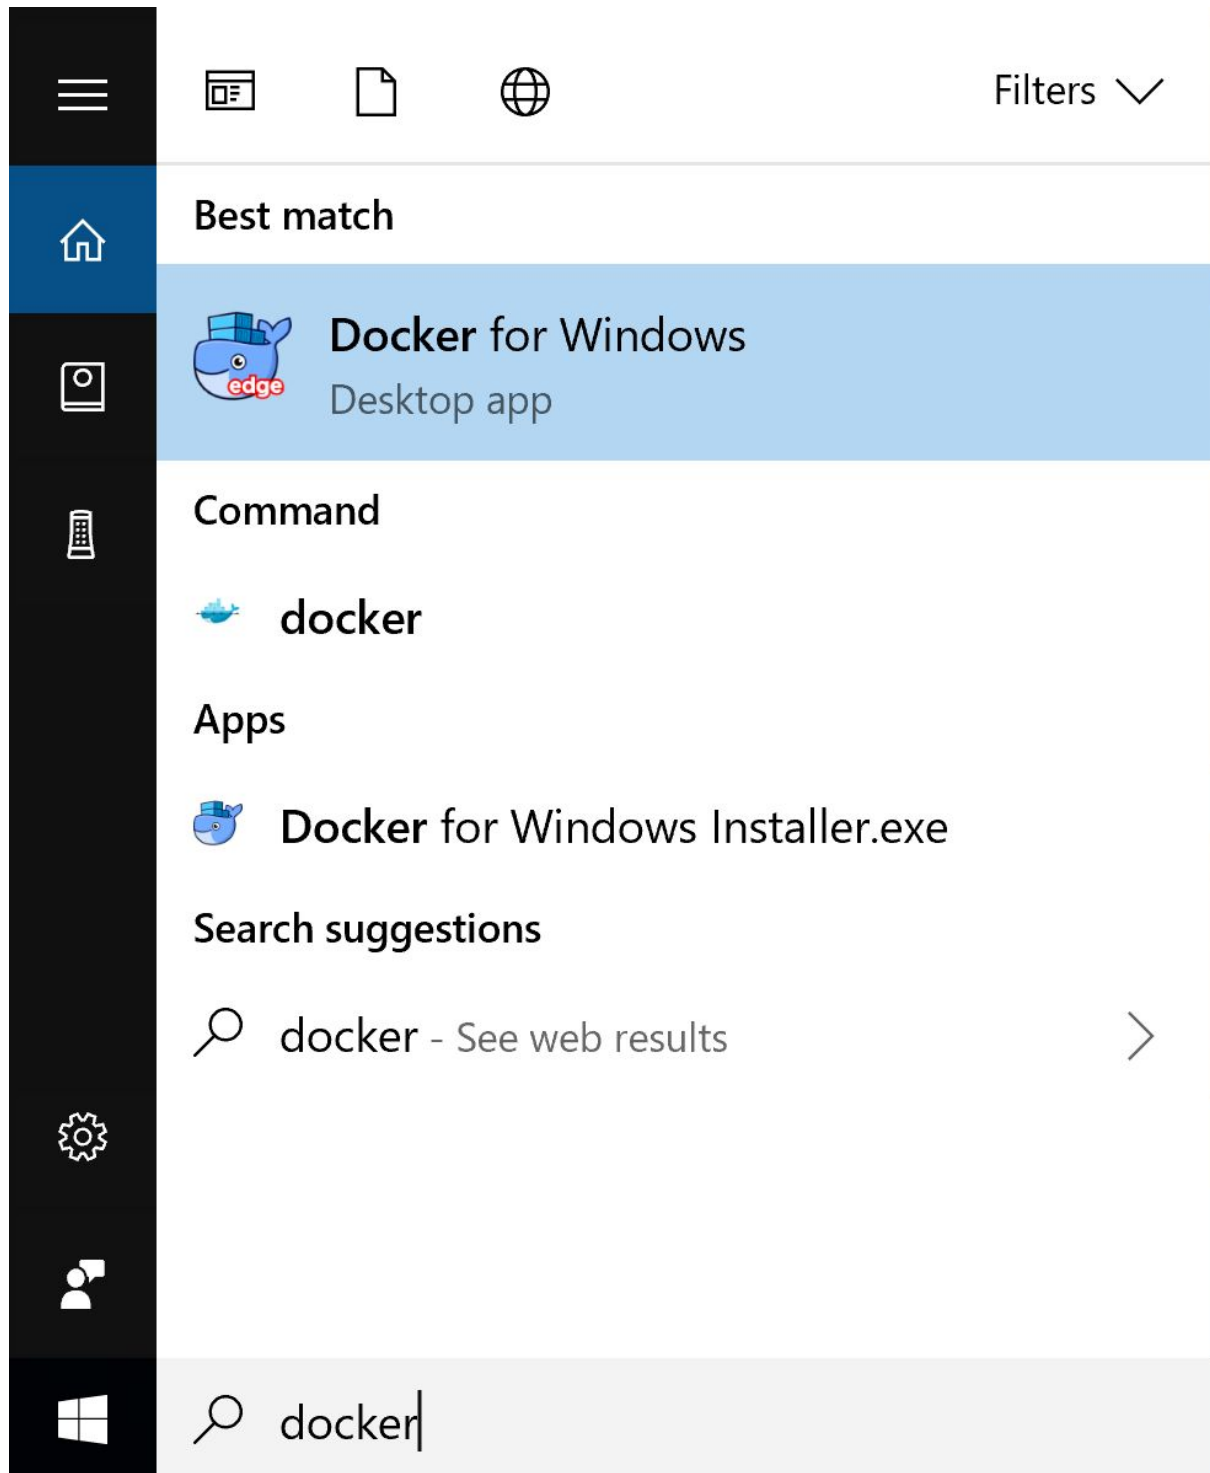 Filters
Best match
Docker for Windows
edge
Desktop app
Command
docker
Apps
Docker for Windows Installer.exe
Search suggestions
docker - See web results
docker